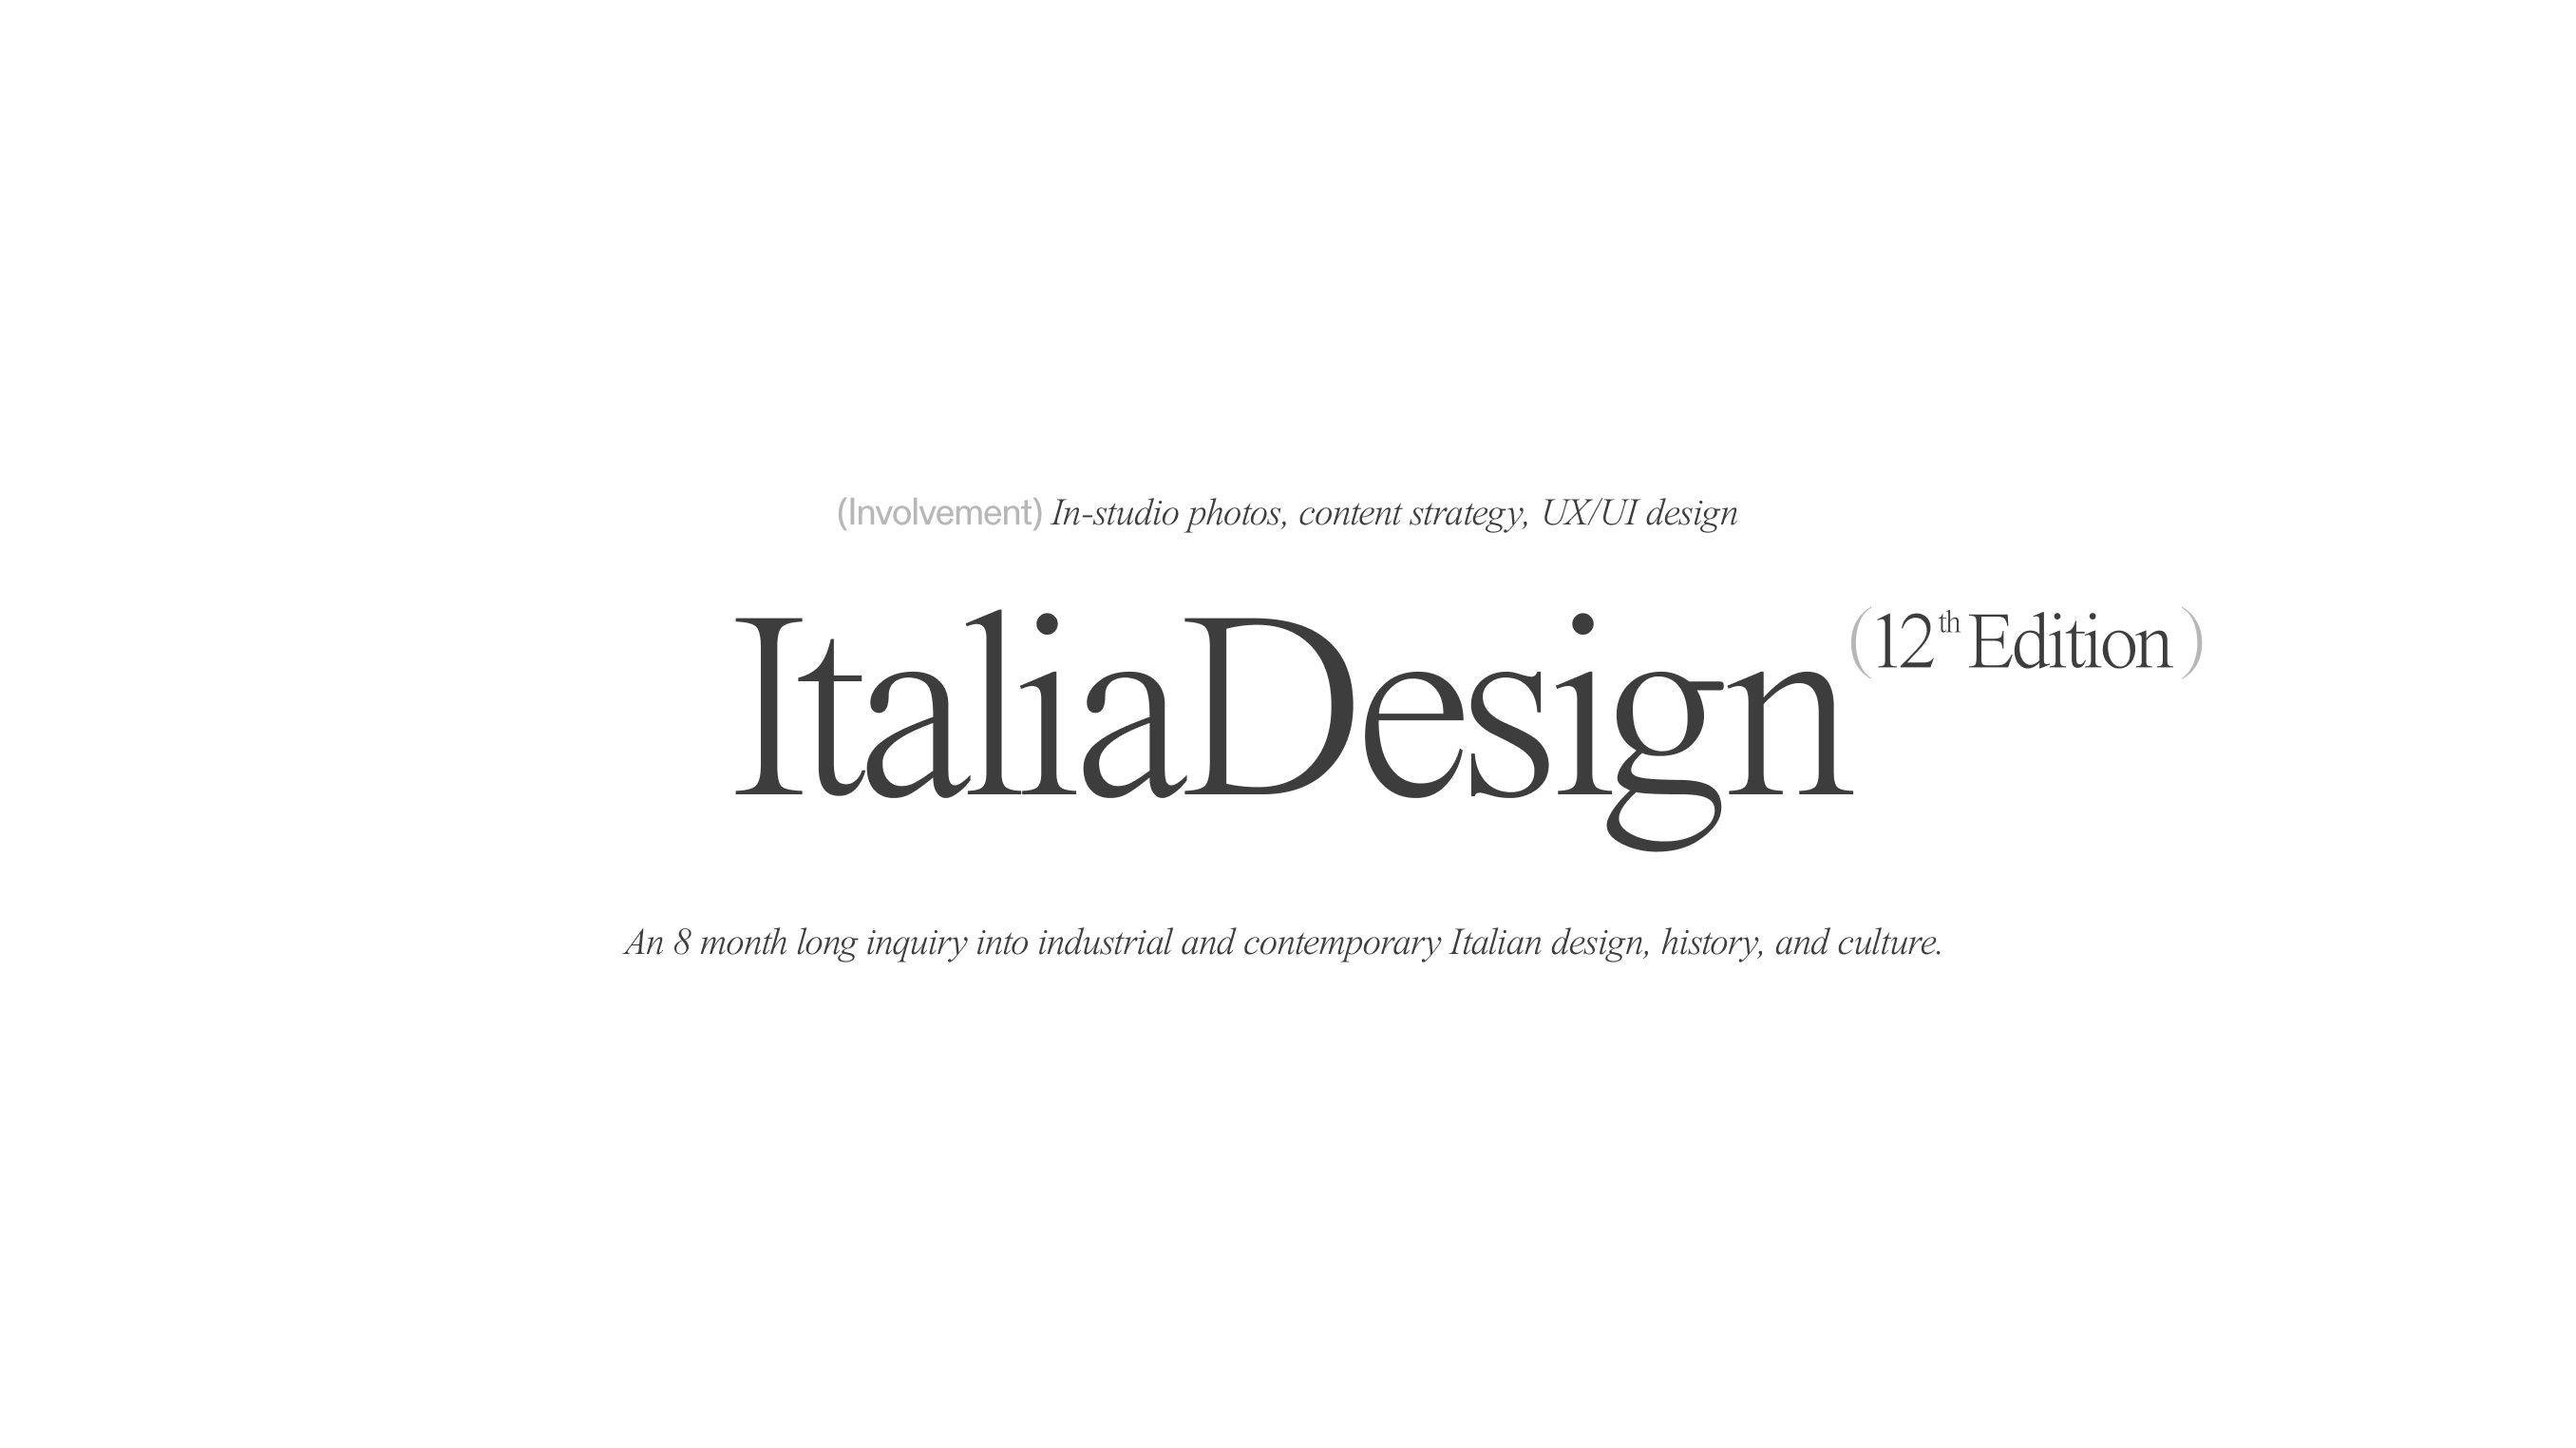 (Involvement) In-studio photos, content strategy, UX/UI design
ItaliaDesign (12th Edition)
An 8 month long inquiry into industrial and contemporary Italian design, history, and culture.